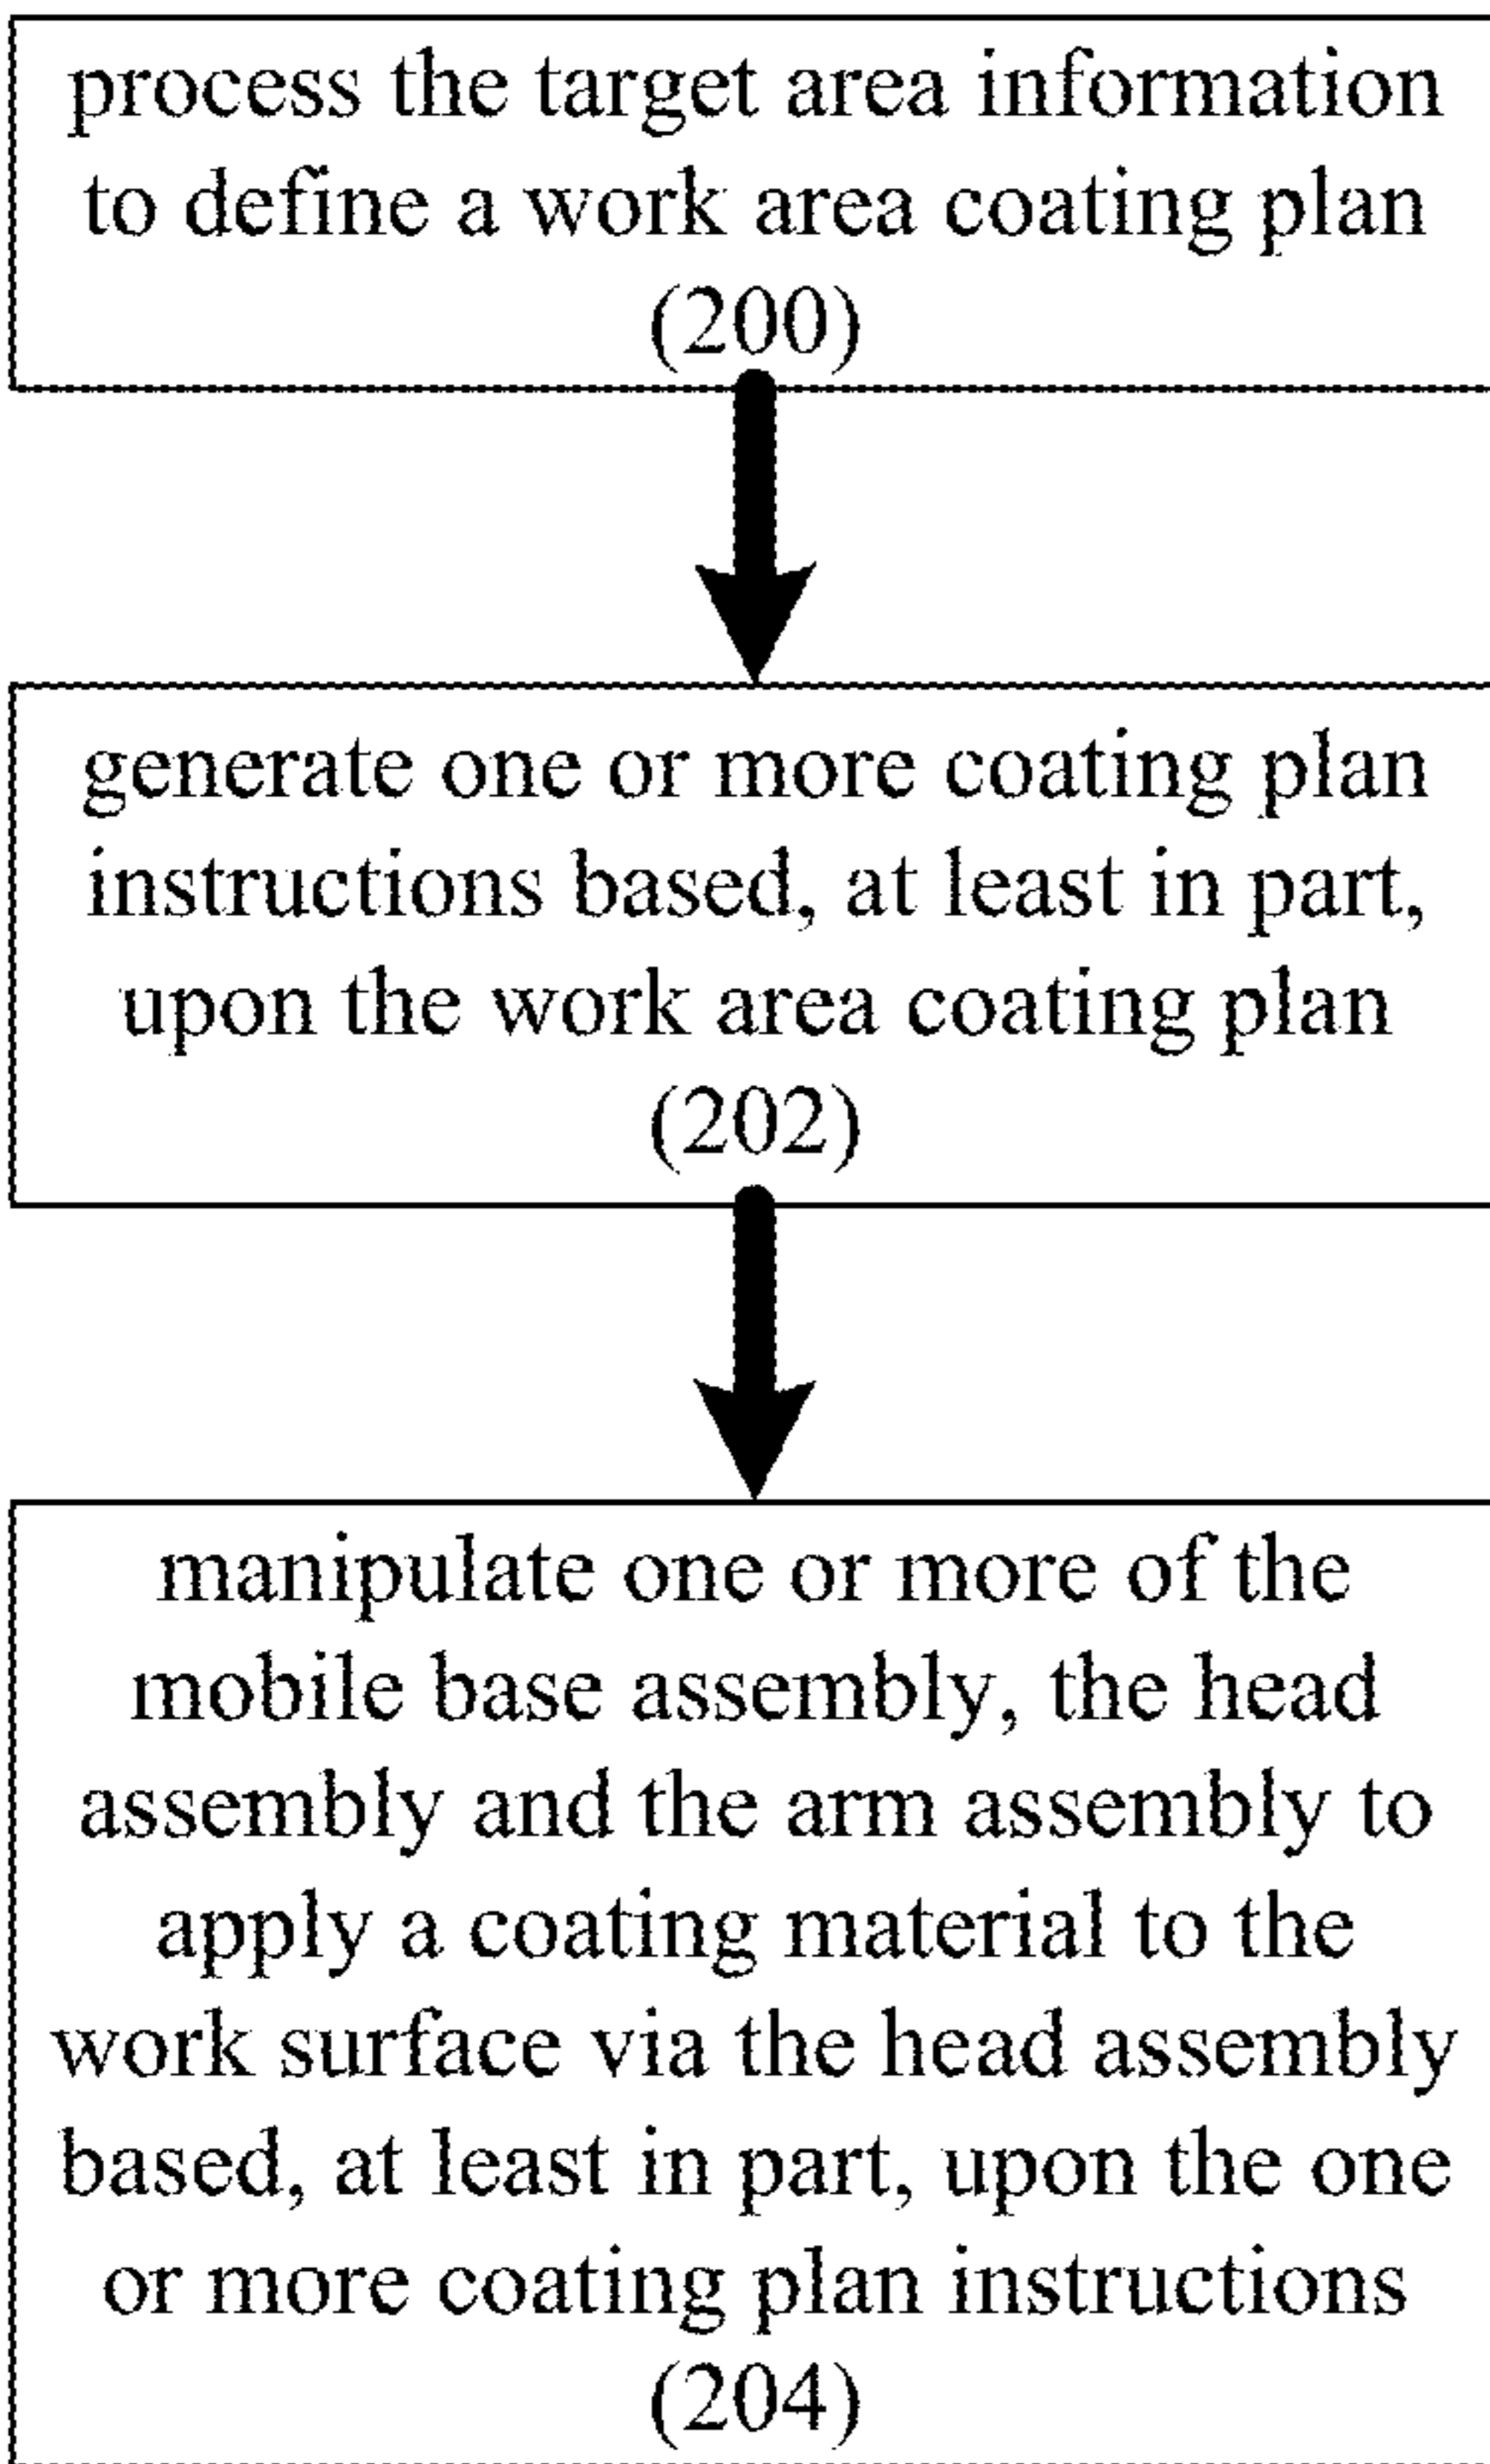 process the target area information
to define a work area coating plan
(200)
generate one or more coating plan
instructions based, at least in part,
upon the work area coating plan
(202)
manipulate one or more of the
mobile base assembly, the head
assembly and the arm assembly to
apply a coating material to the
work surface via the head assembly
based, at least in part, upon the one
or more coating plan instructions
(204)